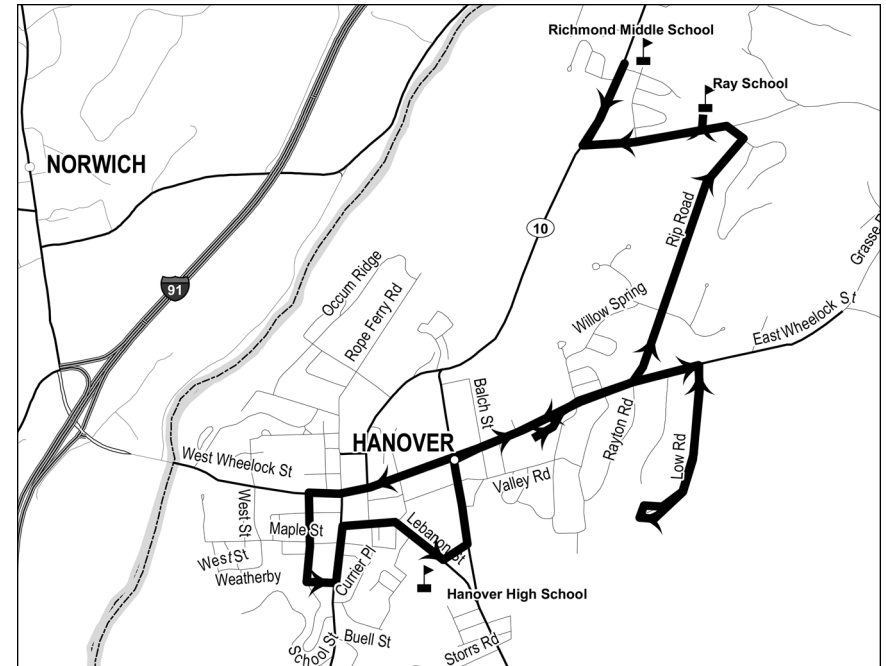 Richmond Middle School
Ray School
NORWICH
10
Rip Road
Grasse
91
Occum Ridge
Rope Ferry Rd
Willow Spring
East Wheelock St
Balch St
HANOVER
Rayton Rd
Low Rd
West Wheelock St
Valley Rd
West St
Maple St
Lebanon St
West St
Weatherby
Currier Pl
Hanover High School
School St
Buell St
Storrs Rd